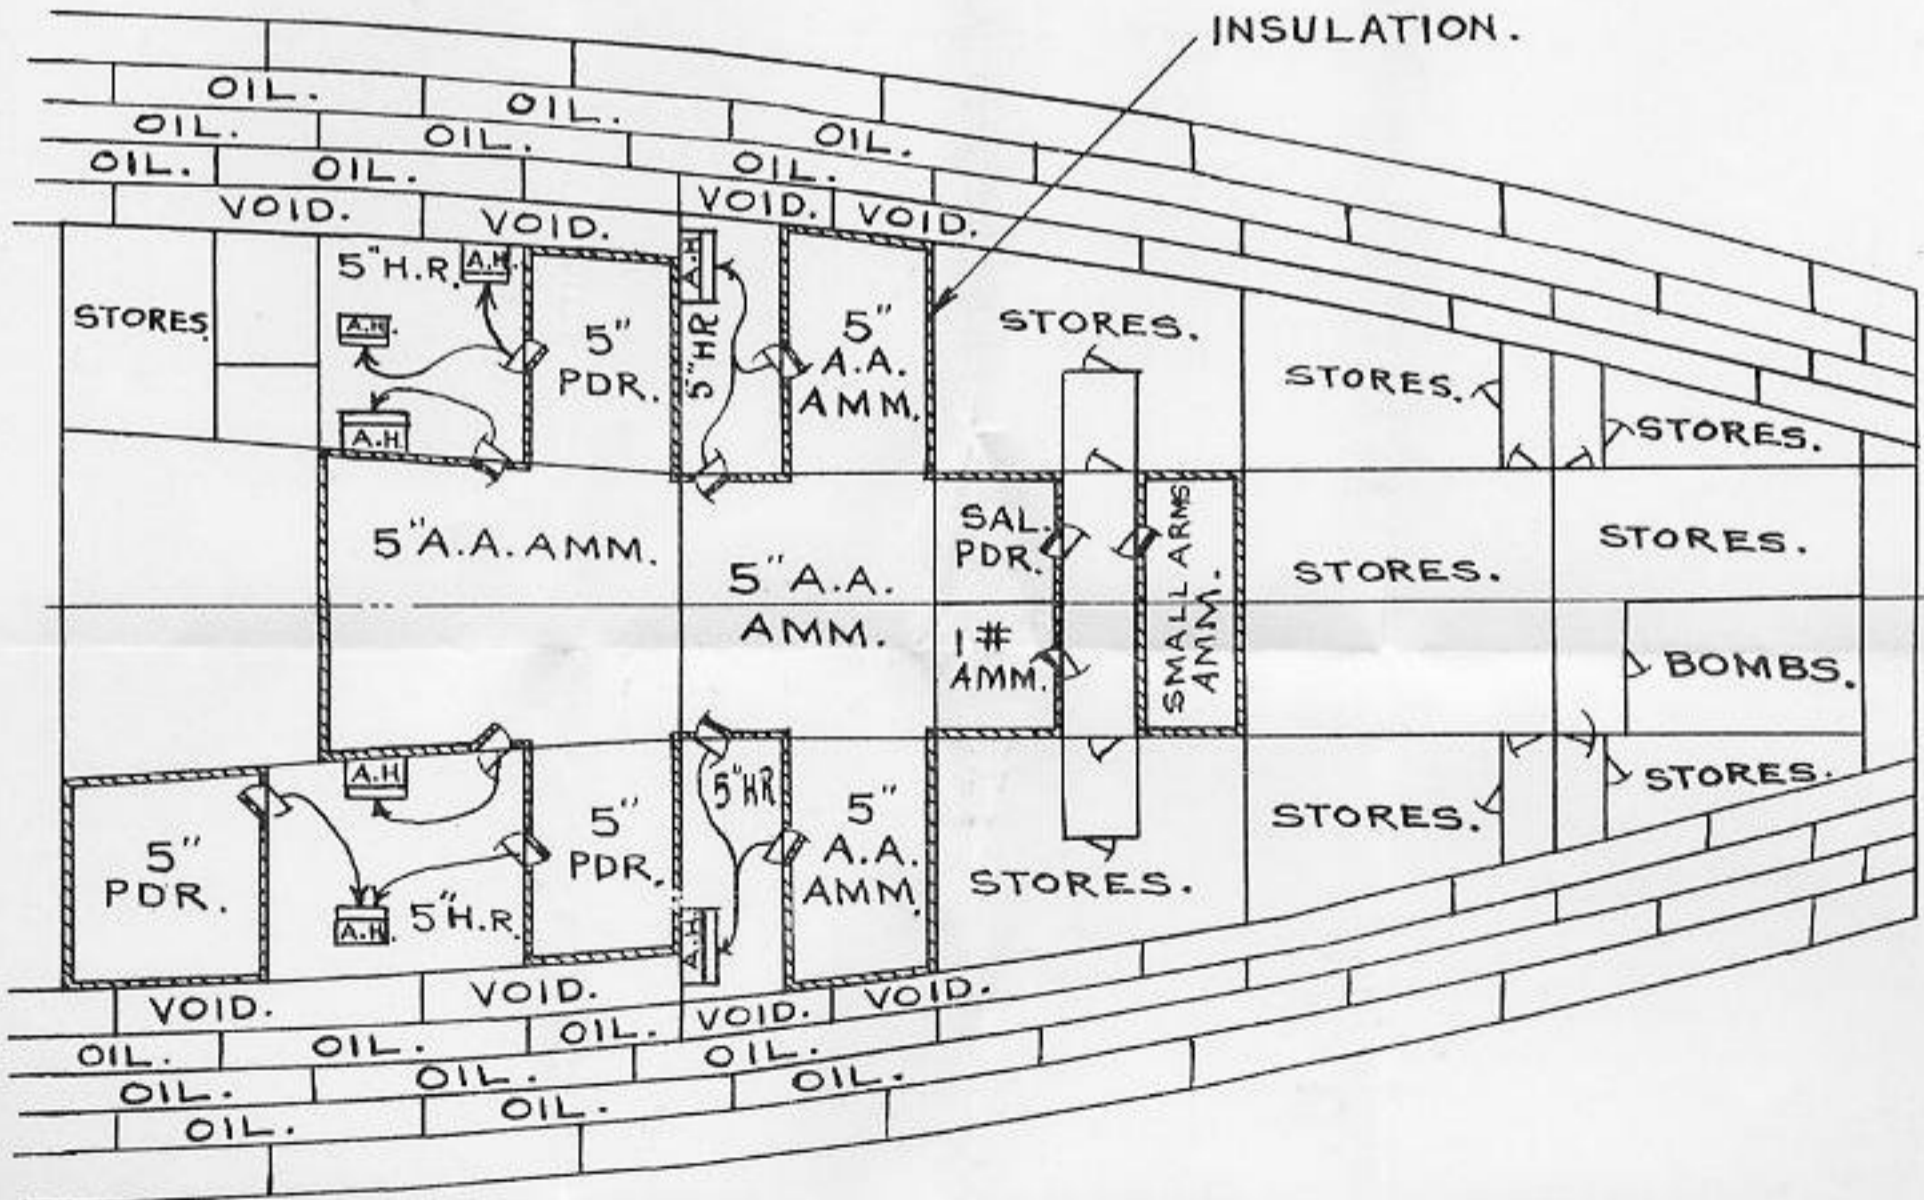 INSULATION.
OIL.
OIL.
OIL.
OIL.
OIL.
OIL.
OIL.
OIL.
VOID.
VOID.
VOID.
VOID.
STORES.
5" H.R.
A.H.
A.H.
A.H.
5"
PDR.
A.H
5" HR
5"
A.A.
AMM.
STORES.
STORES.
STORES.
5" A.A. AMM.
5" A.A.
AMM.
SAL.
PDR.
1#
AMM.
SMALL ARMS
AMM.
STORES.
STORES.
BOMBS.
5"
PDR.
A.H
A.H.
5" H.R.
5"
PDR.
5" HR
A.H
5"
A.A.
AMM.
STORES.
STORES.
STORES.
VOID.
VOID.
VOID.
VOID.
OIL.
OIL.
OIL.
OIL.
OIL.
OIL.
OIL.
OIL.
OIL.